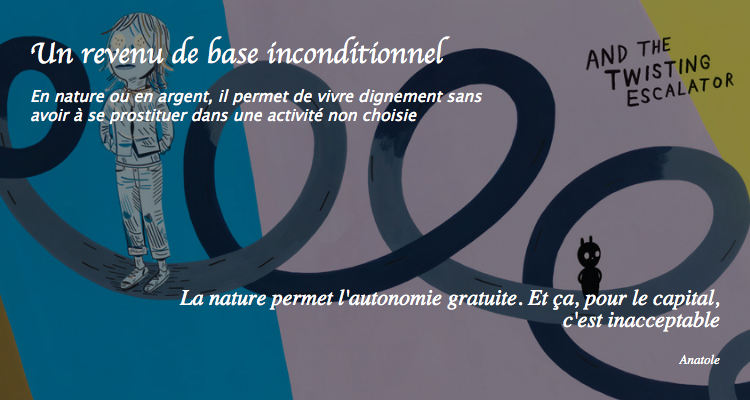 Un revenu de base inconditionnel
AND THE
TWISTING
ESCALATOR
En nature ou en argent, il permet de vivre dignement sans
avoir à se prostituer dans une activité non choisie
La nature permet l'autonomie gratuite. Et ça, pour le capital,
c'est inacceptable
Anatole